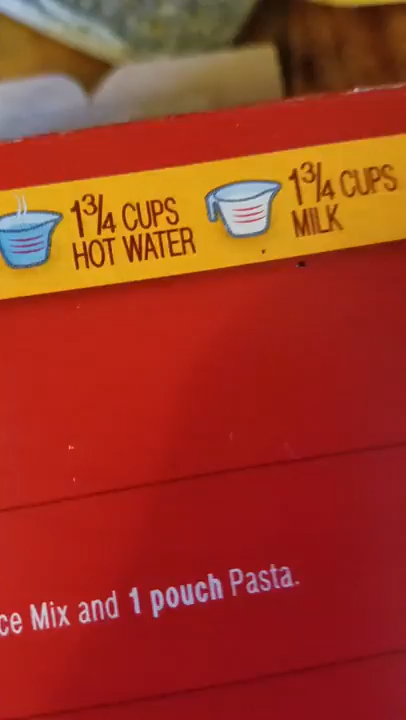 1¾ CUPS
HOT WATER
1¾ CUPS
MILK
ce Mix and 1 pouch Pasta.